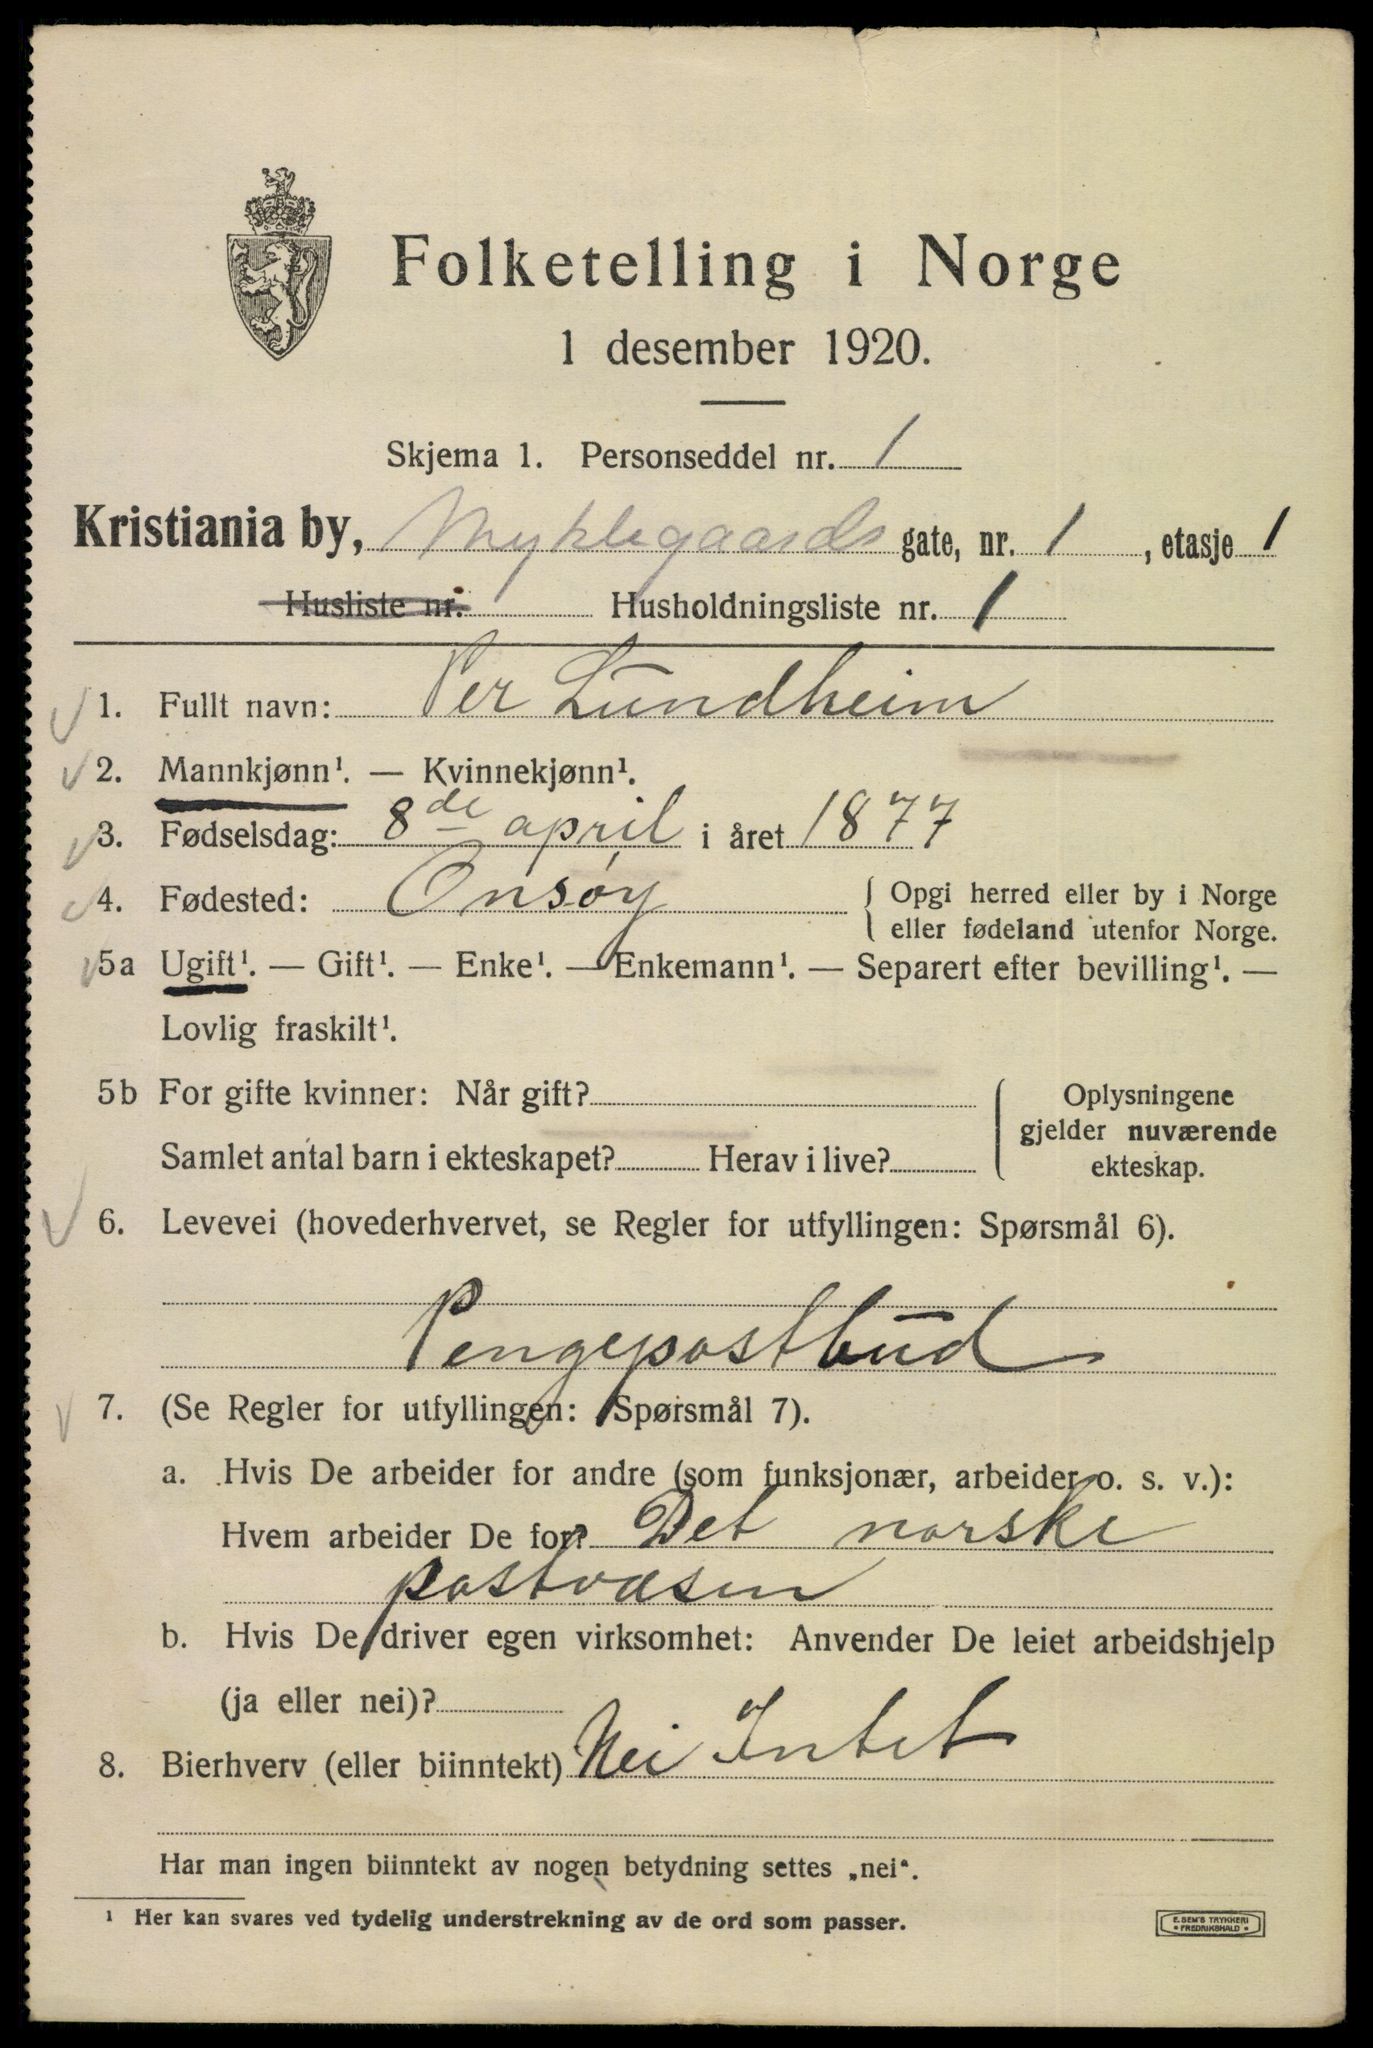 Folketelling i Norge
1 desember 1920.
Skjema 1. Personseddel nr. 1
Kristiania by, Myklegaards gate, nr. 1, etasje 1
Husliste nr. Husholdningsliste nr. 1
1. Fullt navn: Per Lundheim
2. Mannkjønn¹. — Kvinnekjønn¹.
3. Fødselsdag: 8de april i året 1877
4. Fødested: Onsøy { Opgi herred eller by i Norge
eller fødeland utenfor Norge.
5a Ugift¹. — Gift¹. — Enke¹. — Enkemann¹. — Separert efter bevilling¹. —
Lovlig fraskilt¹.
5b For gifte kvinner: Når gift?
Samlet antal barn i ekteskapet? Herav i live?
Oplysningene
gjelder nuværende
ekteskap.
6. Levevei (hovederhvervet, se Regler for utfyllingen: Spørsmål 6).
Pengepostbud
7. (Se Regler for utfyllingen: Spørsmål 7).
a. Hvis De arbeider for andre (som funksjonær, arbeider o. s. v.):
Hvem arbeider De for? Det norske
postvæsen
b. Hvis De driver egen virksomhet: Anvender De leiet arbeidshjelp
(ja eller nei)?
8. Bierhverv (eller biinntekt) Nei Intet
Har man ingen biinntekt av nogen betydning settes „nei“.
¹ Her kan svares ved tydelig understrekning av de ord som passer.
E. SEM'S TRYKKERI
* FREDRIKSHALD *